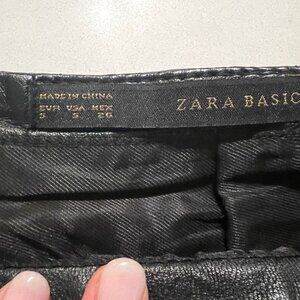 MADE IN CHINA
EUR USA MEX
S S 26
ZARA BASIC